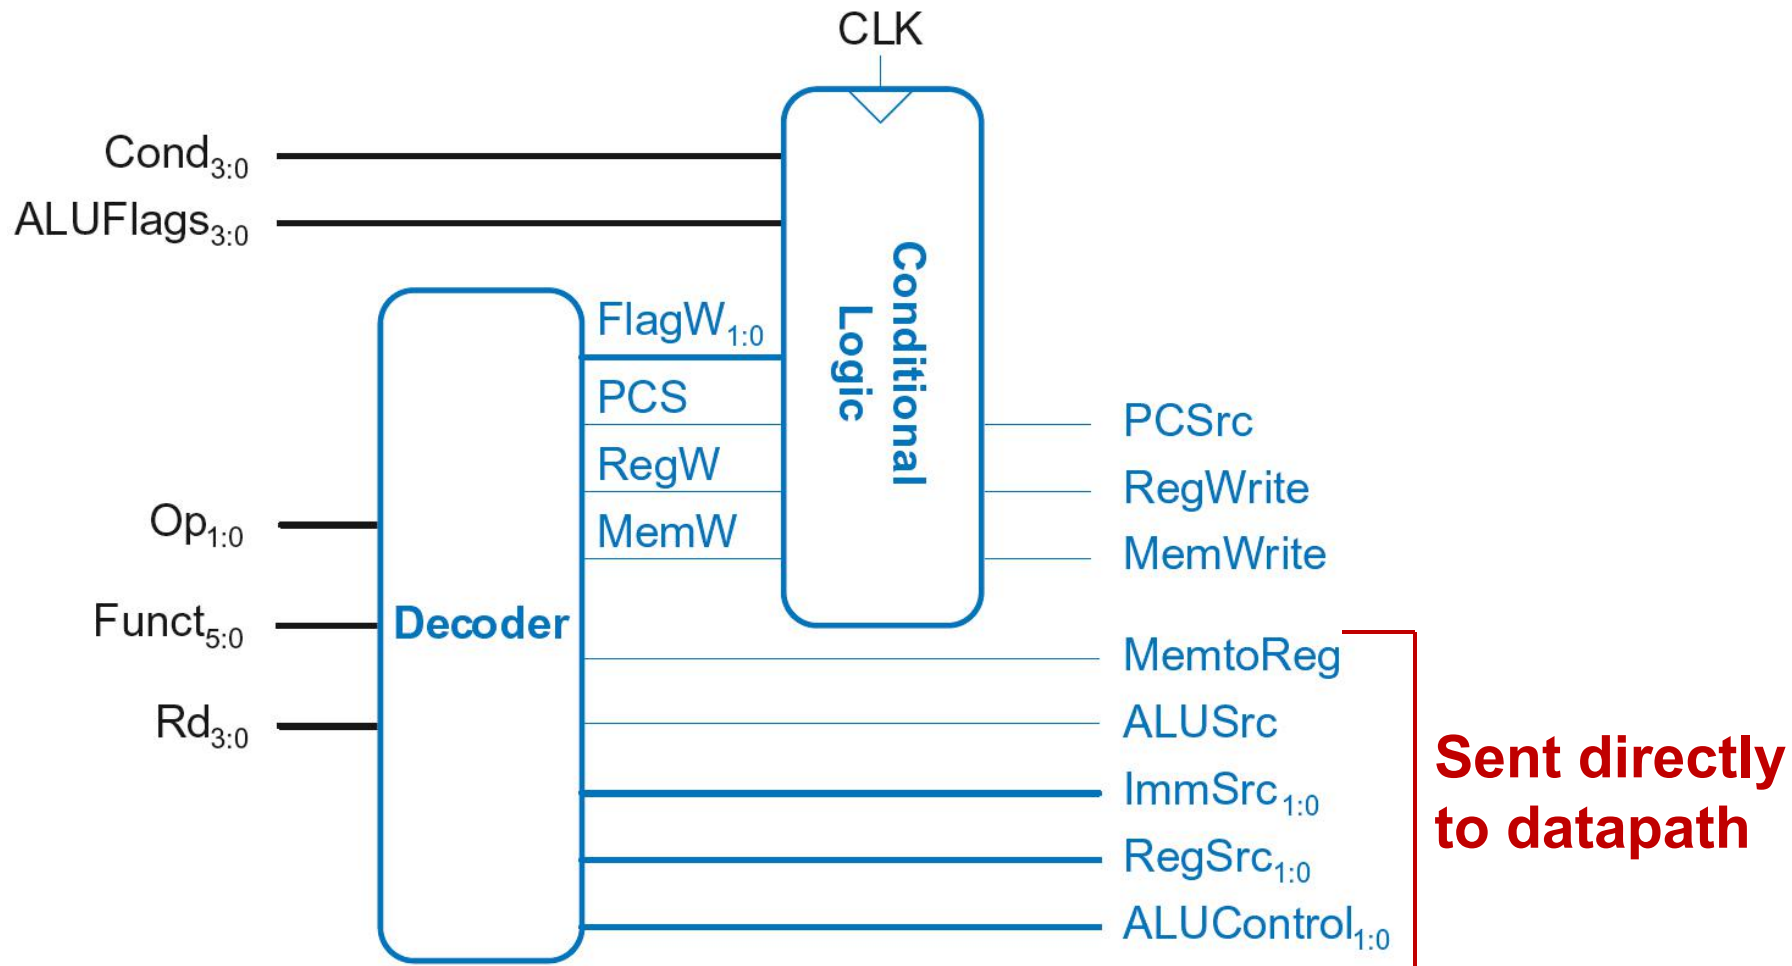 CLK
Cond3:0
ALUFlags3:0
Conditional
Logic
FlagW1:0
PCS
PCSrc
RegW
RegWrite
Op1:0
MemW
MemWrite
Funct5:0
Decoder
MemtoReg
Rd3:0
ALUSrc
Sent directly
to datapath
ImmSrc1:0
RegSrc1:0
ALUControl1:0